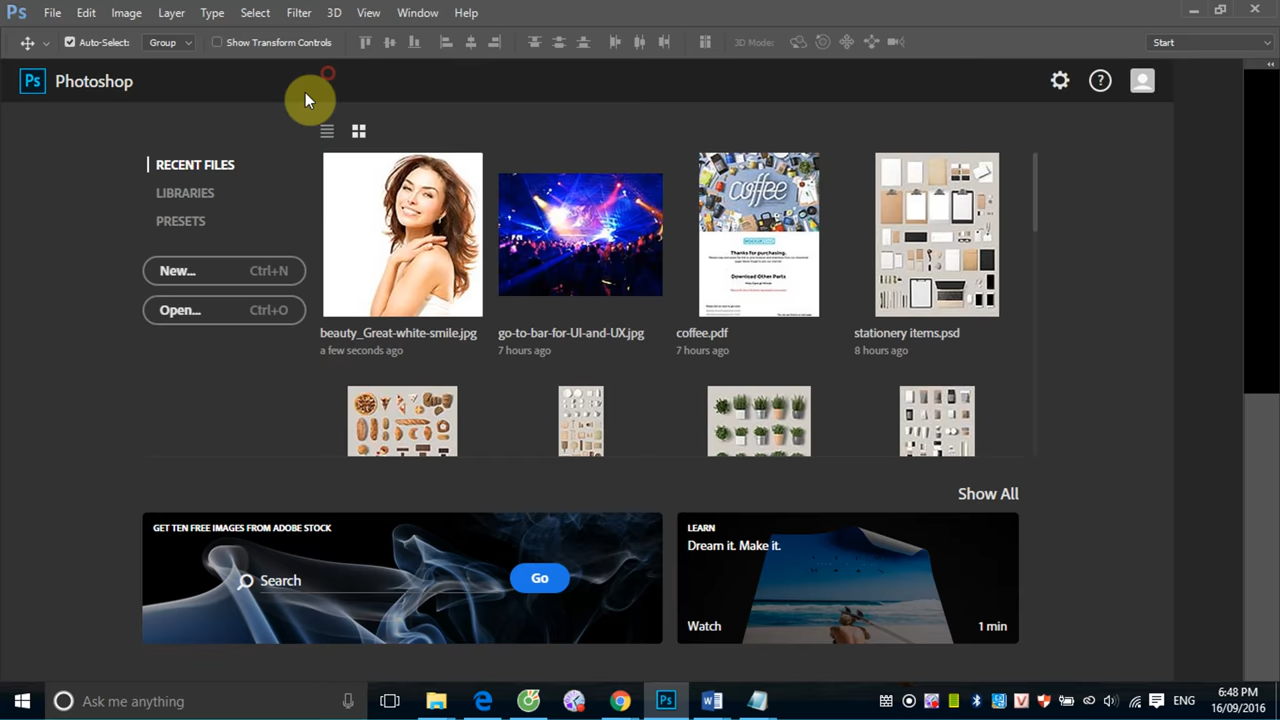 Ps File Edit Image Layer Type Select Filter 3D View Window Help
Auto-Select: Group Show Transform Controls 3D Mode: Start
Ps Photoshop
RECENT FILES
LIBRARIES
PRESETS
New... Ctrl+N
Open... Ctrl+O
coffee
Thanks for purchasing.
Download Other Parts
beauty_Great-white-smile.jpg
a few seconds ago
go-to-bar-for-UI-and-UX.jpg
7 hours ago
coffee.pdf
7 hours ago
stationery items.psd
8 hours ago
Show All
GET TEN FREE IMAGES FROM ADOBE STOCK
Search
Go
LEARN
Dream it. Make it.
Watch
1 min
Ask me anything
Ps
ENG
6:48 PM
16/09/2016